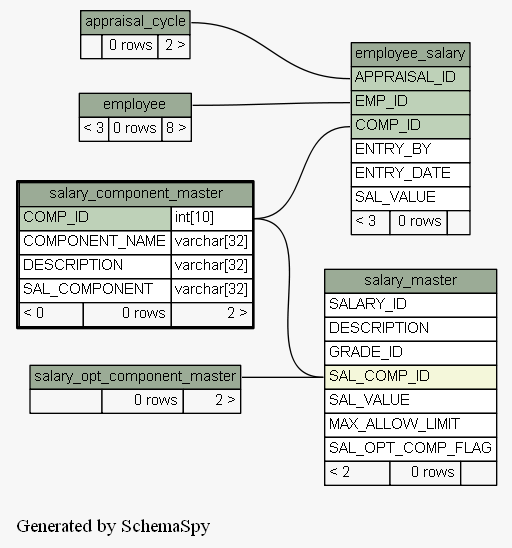 appraisal_cycle
0 rows 2 >
employee_salary
APPRAISAL_ID
EMP_ID
COMP_ID
ENTRY_BY
ENTRY_DATE
SAL_VALUE
< 3 0 rows
employee
< 3 0 rows 8 >
salary_component_master
COMP_ID int[10]
COMPONENT_NAME varchar[32]
DESCRIPTION varchar[32]
SAL_COMPONENT varchar[32]
< 0 0 rows 2 >
salary_master
SALARY_ID
DESCRIPTION
GRADE_ID
SAL_COMP_ID
SAL_VALUE
MAX_ALLOW_LIMIT
SAL_OPT_COMP_FLAG
< 2 0 rows
salary_opt_component_master
0 rows 2 >
Generated by SchemaSpy